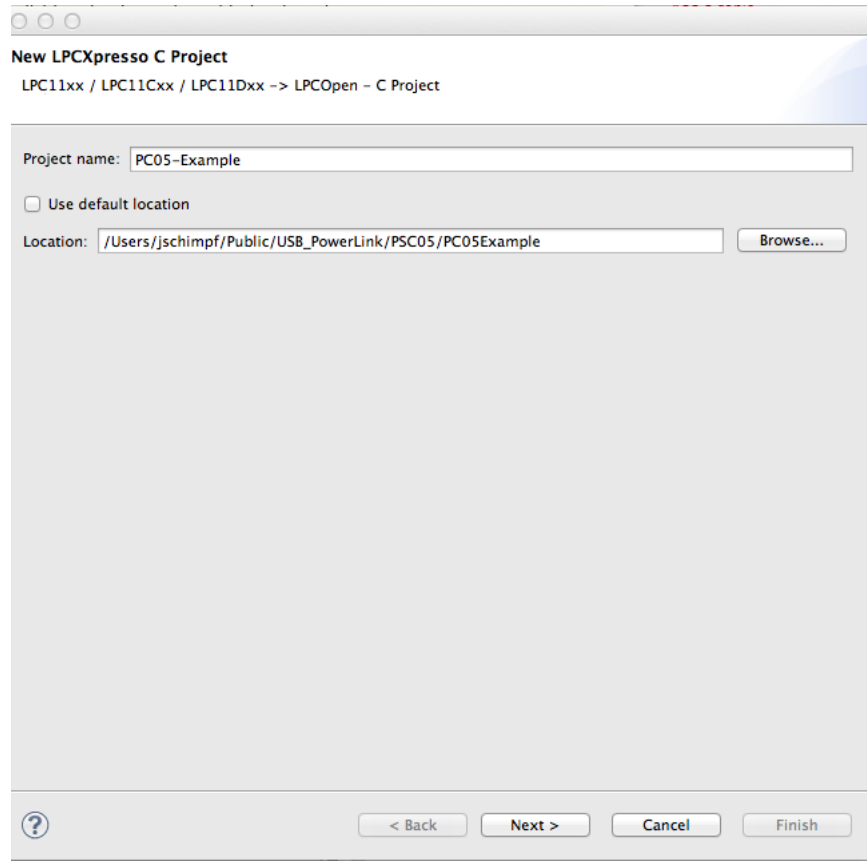 New LPCXpresso C Project
LPC11xx / LPC11Cxx / LPC11Dxx -> LPCOpen - C Project
Project name: PC05-Example
Use default location
Location: /Users/jschimpf/Public/USB_PowerLink/PSC05/PC05Example Browse...
? < Back Next > Cancel Finish